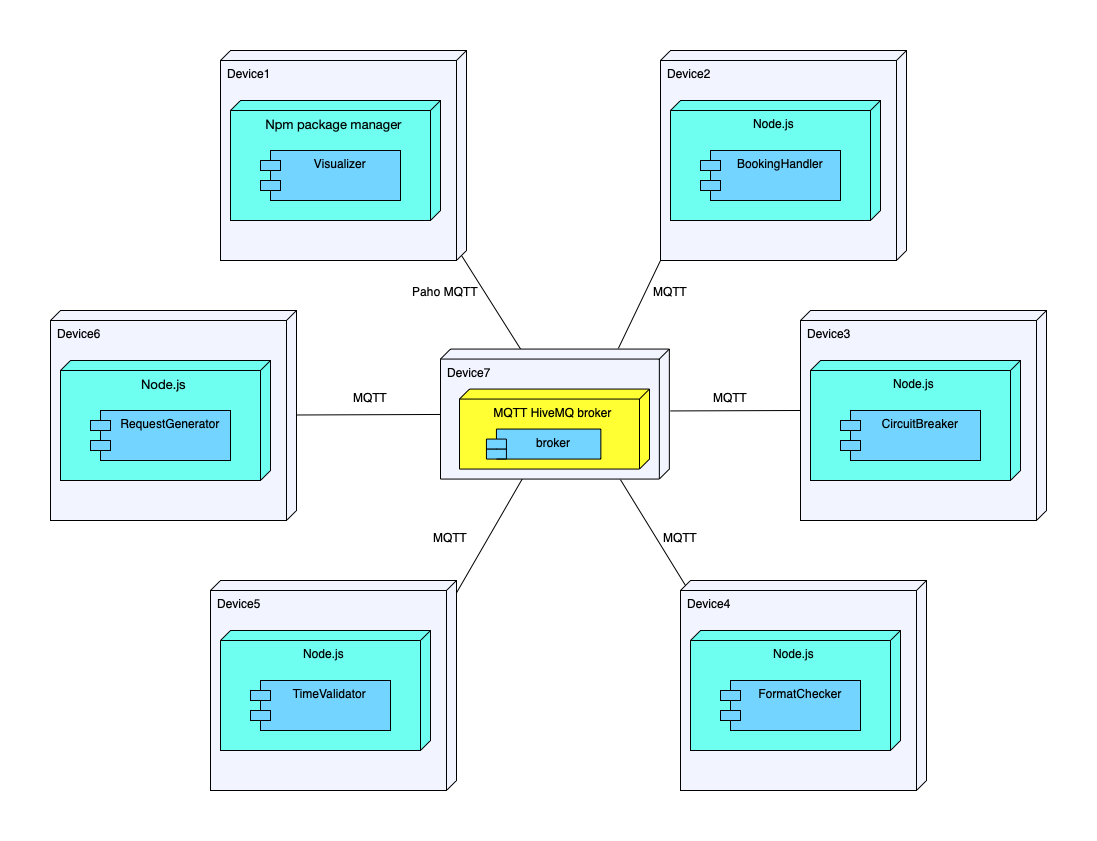 Device1
Npm package manager
Visualizer
Device2
Node.js
BookingHandler
Paho MQTT
MQTT
Device6
Node.js
RequestGenerator
MQTT
Device7
MQTT HiveMQ broker
broker
MQTT
Device3
Node.js
CircuitBreaker
MQTT
MQTT
Device5
Node.js
TimeValidator
Device4
Node.js
FormatChecker